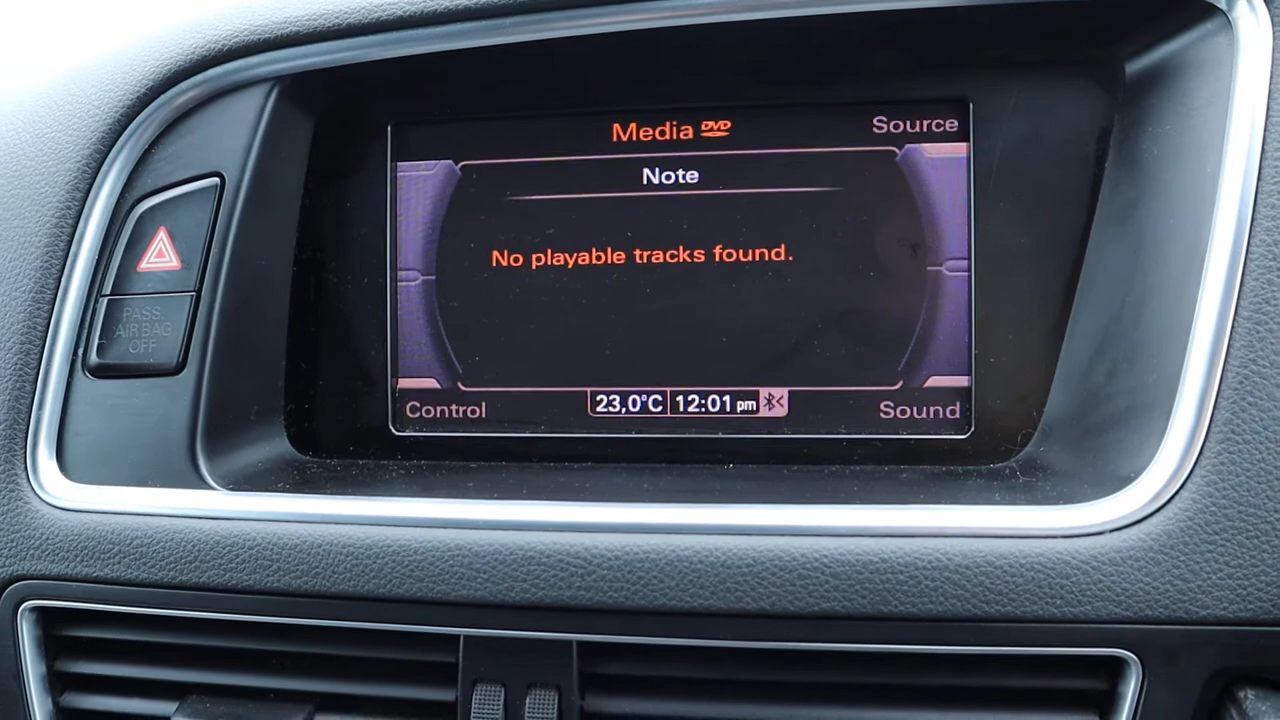 Media DVD
Source
Note
No playable tracks found.
PASS
AIR BAG
OFF
Control
23,0°C 12:01 pm
Sound